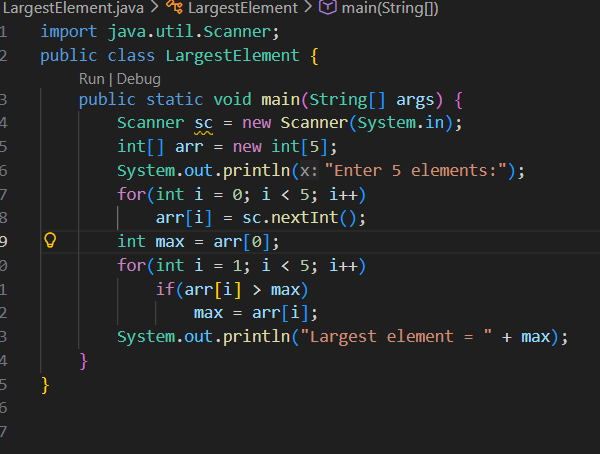 LargestElement.java > LargestElement > main(String[])
1 import java.util.Scanner;
2 public class LargestElement {
Run | Debug
3 public static void main(String[] args) {
4 Scanner sc = new Scanner(System.in);
5 int[] arr = new int[5];
6 System.out.println(x: "Enter 5 elements:");
7 for(int i = 0; i < 5; i++)
8 arr[i] = sc.nextInt();
9 int max = arr[0];
0 for(int i = 1; i < 5; i++)
1 if(arr[i] > max)
2 max = arr[i];
3 System.out.println("Largest element = " + max);
4 }
5 }
6
7